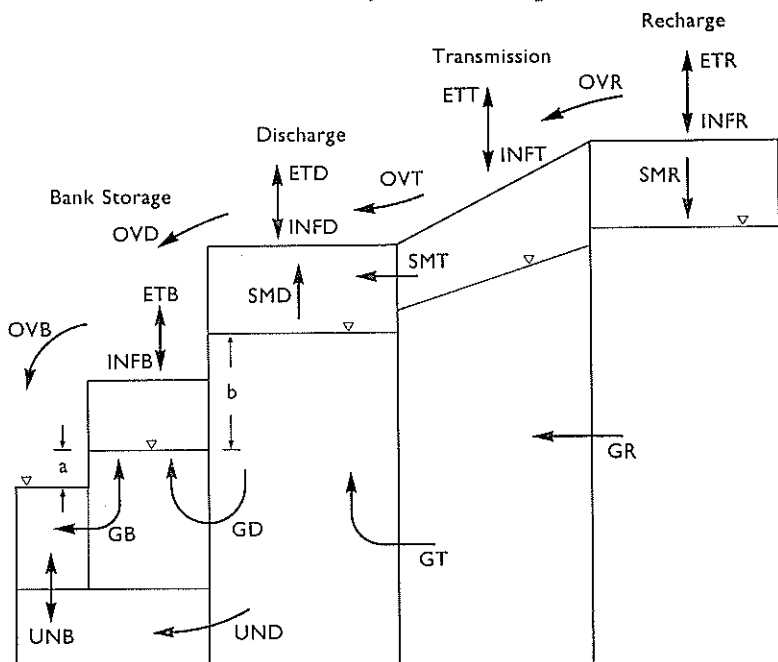 Recharge
Transmission
ETR
ETT
OVR
INFR
Discharge
INFT
SMR
ETD
OVT
Bank Storage
INFD
OVD
SMT
SMD
ETB
OVB
INFB
b
a
GR
GB
GD
GT
UNB
UND